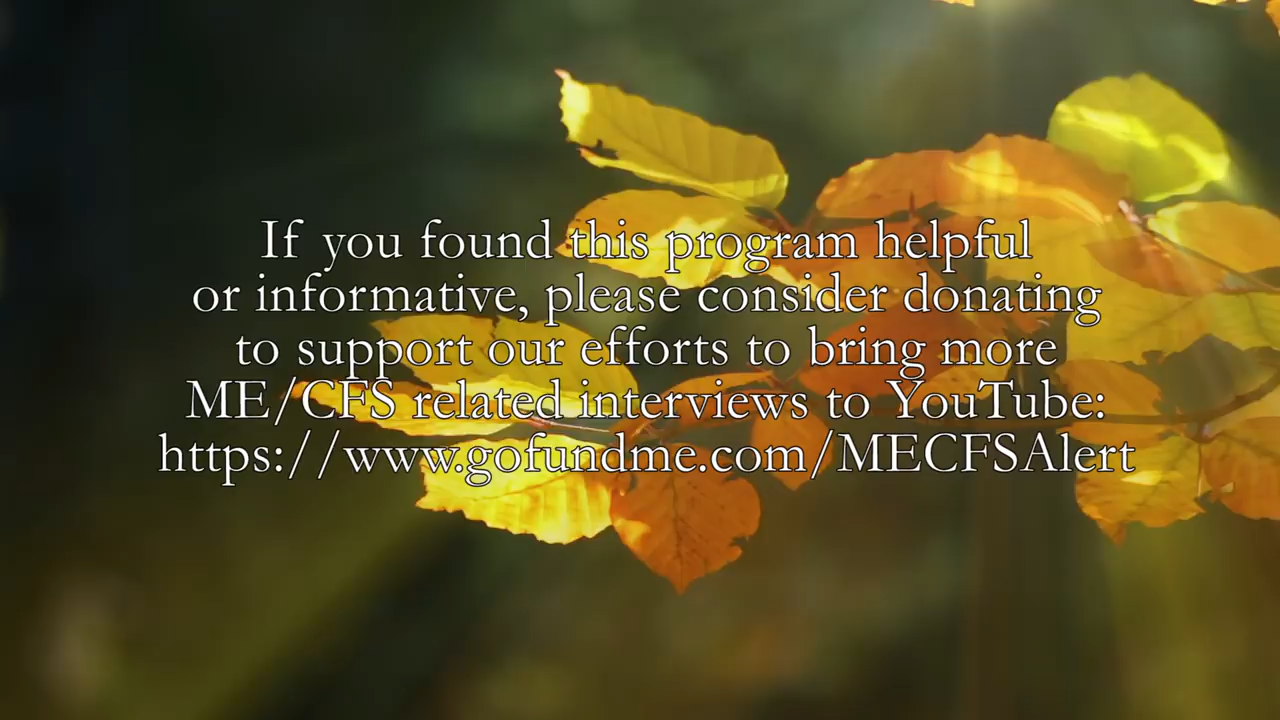 If you found this program helpful
or informative, please consider donating
to support our efforts to bring more
ME/CFS related interviews to YouTube:
https://www.gofundme.com/MECFSAlert